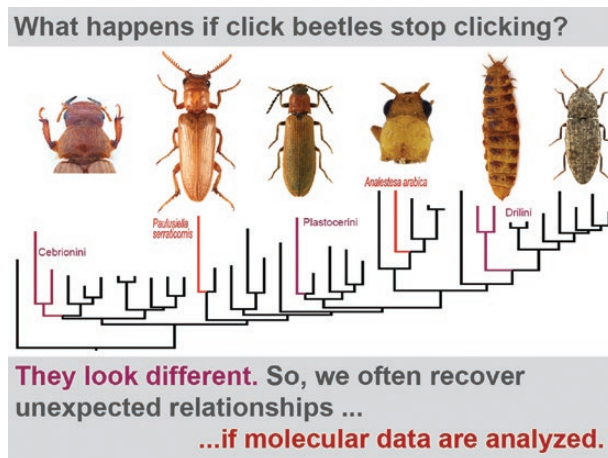 What happens if click beetles stop clicking?
Analestesa arabica
Paulusiella
serraticornis
Plastocerini
Drilini
Cebrionini
They look different. So, we often recover
unexpected relationships ...
...if molecular data are analyzed.